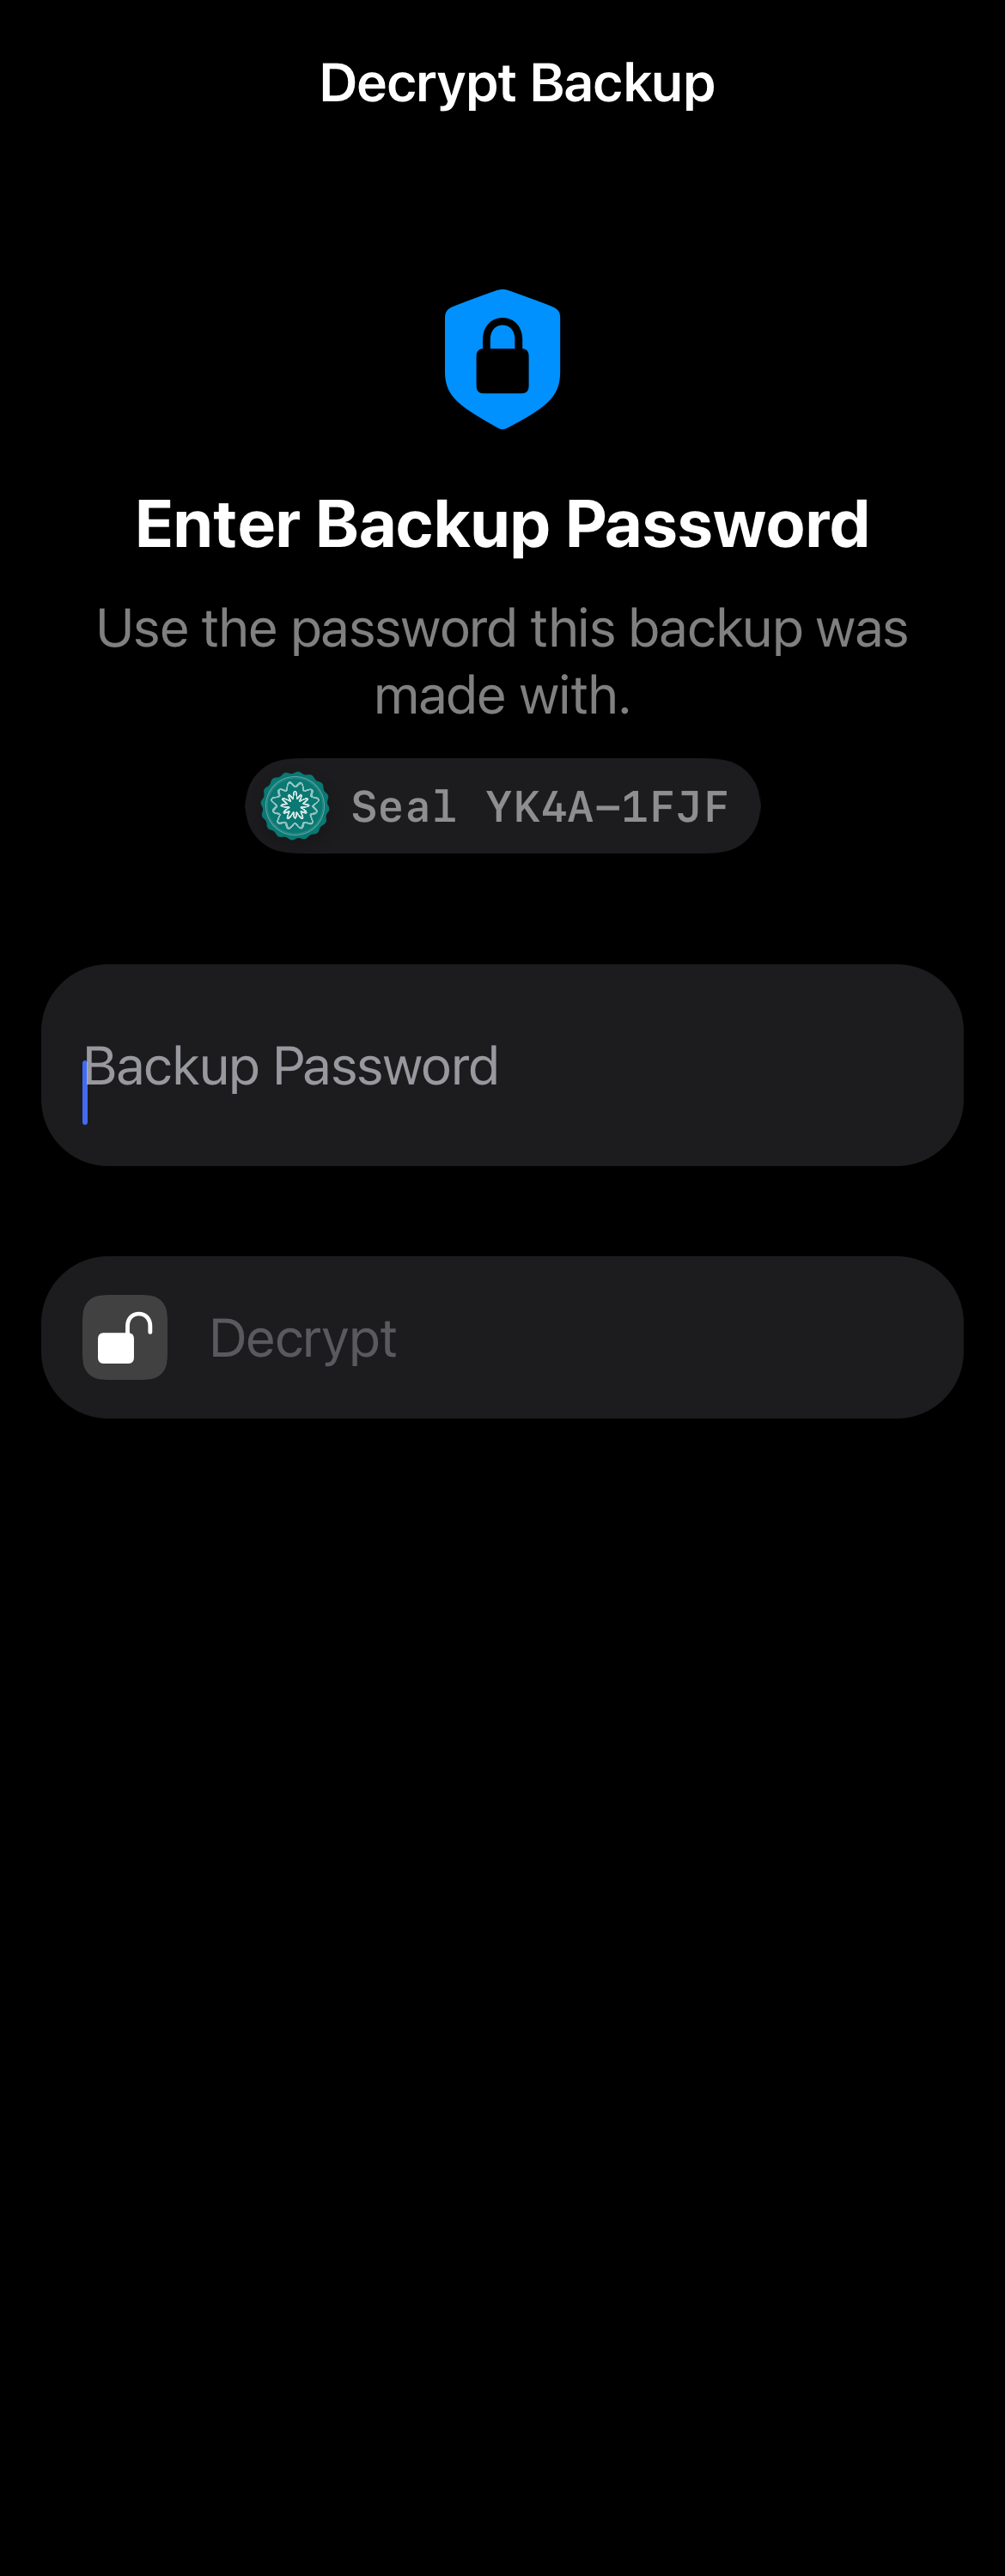 Decrypt Backup
Enter Backup Password
Use the password this backup was
made with.
Seal YK4A–1FJF
Backup Password
Decrypt